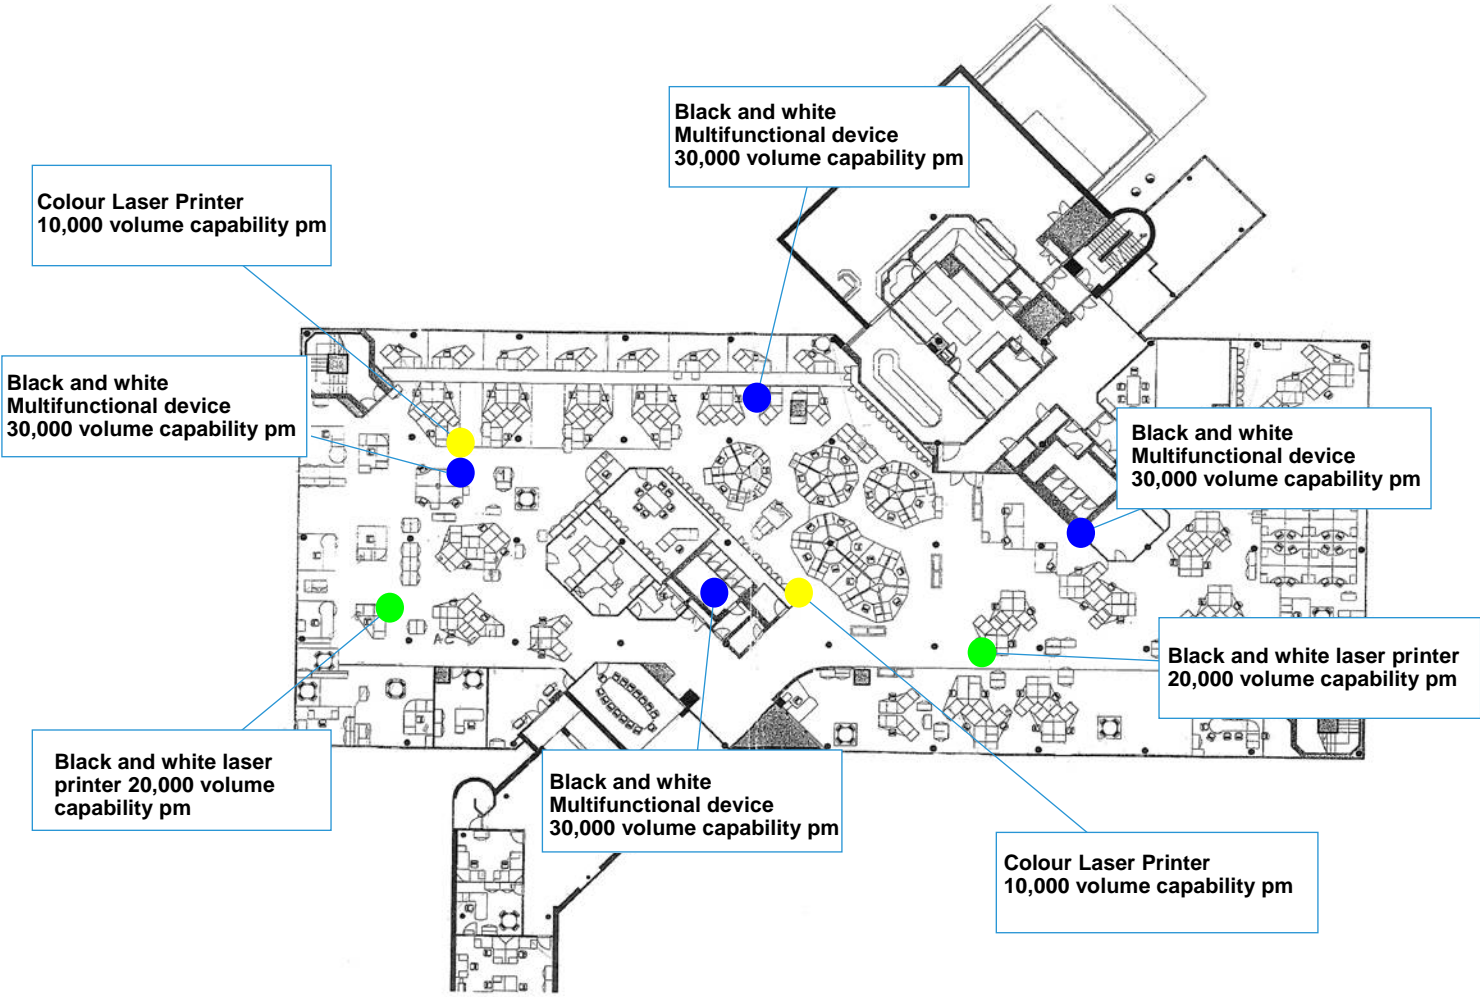 Black and white
Multifunctional device
30,000 volume capability pm
Colour Laser Printer
10,000 volume capability pm
Black and white
Multifunctional device
30,000 volume capability pm
Black and white
Multifunctional device
30,000 volume capability pm
Black and white laser printer
20,000 volume capability pm
Black and white laser
printer 20,000 volume
capability pm
Black and white
Multifunctional device
30,000 volume capability pm
Colour Laser Printer
10,000 volume capability pm